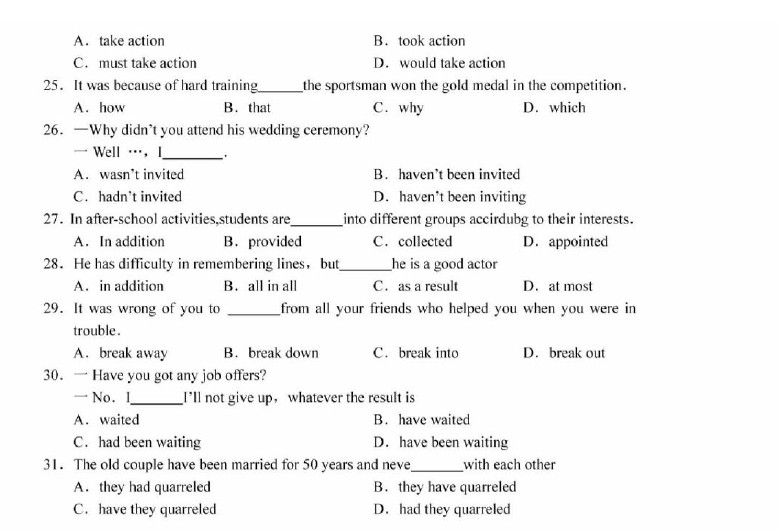 A. take action B. took action
C. must take action D. would take action
25. It was because of hard training______the sportsman won the gold medal in the competition.
A. how B. that C. why D. which
26. —Why didn't you attend his wedding ceremony?
— Well …, I________.
A. wasn't invited B. haven't been invited
C. hadn't invited D. haven't been inviting
27. In after-school activities,students are_______into different groups accirdubg to their interests.
A. In addition B. provided C. collected D. appointed
28. He has difficulty in remembering lines, but_______he is a good actor
A. in addition B. all in all C. as a result D. at most
29. It was wrong of you to _______from all your friends who helped you when you were in
trouble.
A. break away B. break down C. break into D. break out
30. — Have you got any job offers?
— No. I_______I'll not give up, whatever the result is
A. waited B. have waited
C. had been waiting D. have been waiting
31. The old couple have been married for 50 years and neve_______with each other
A. they had quarreled B. they have quarreled
C. have they quarreled D. had they quarreled